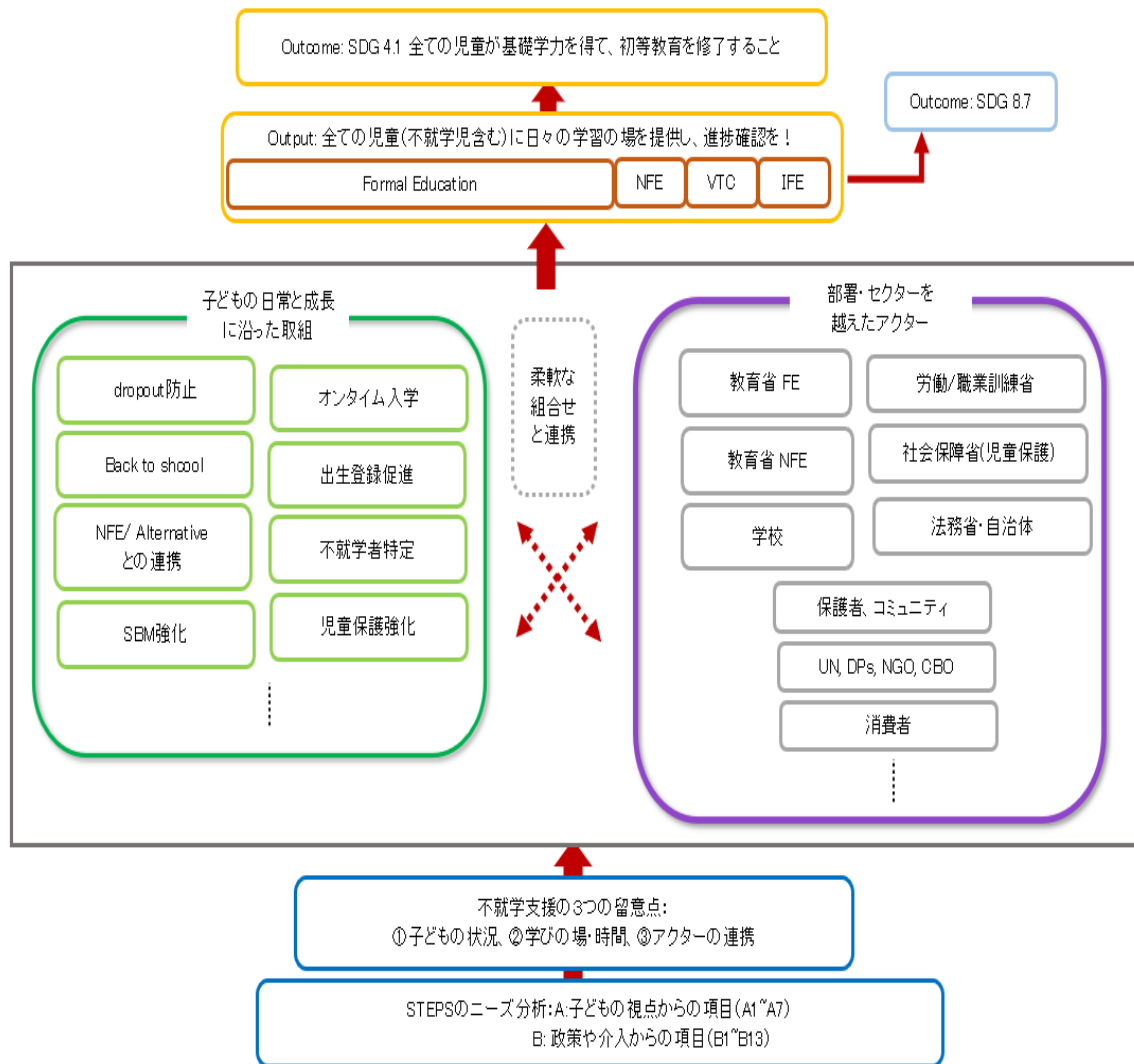 Outcome: SDG 4.1 全ての児童が基礎学力を得て、初等教育を修了すること
Outcome: SDG 8.7
Output: 全ての児童(不就学児含む)に日々の学習の場を提供し、進捗確認を！
Formal Education
NFE
VTC
IFE
子どもの日常と成長
に沿った取組
dropout防止
オンタイム入学
Back to shcool
出生登録促進
NFE/ Alternative
との連携
不就学者特定
SBM強化
児童保護強化
柔軟な
組合せ
と連携
部署・セクターを
越えたアクター
教育省 FE
労働/職業訓練省
教育省 NFE
社会保障省(児童保護)
学校
法務省・自治体
保護者、コミュニティ
UN, DPs, NGO, CBO
消費者
不就学支援の3つの留意点:
①子どもの状況、②学びの場・時間、③アクターの連携
STEPSのニーズ分析:A:子どもの視点からの項目(A1~A7)
B: 政策や介入からの項目(B1~B13)